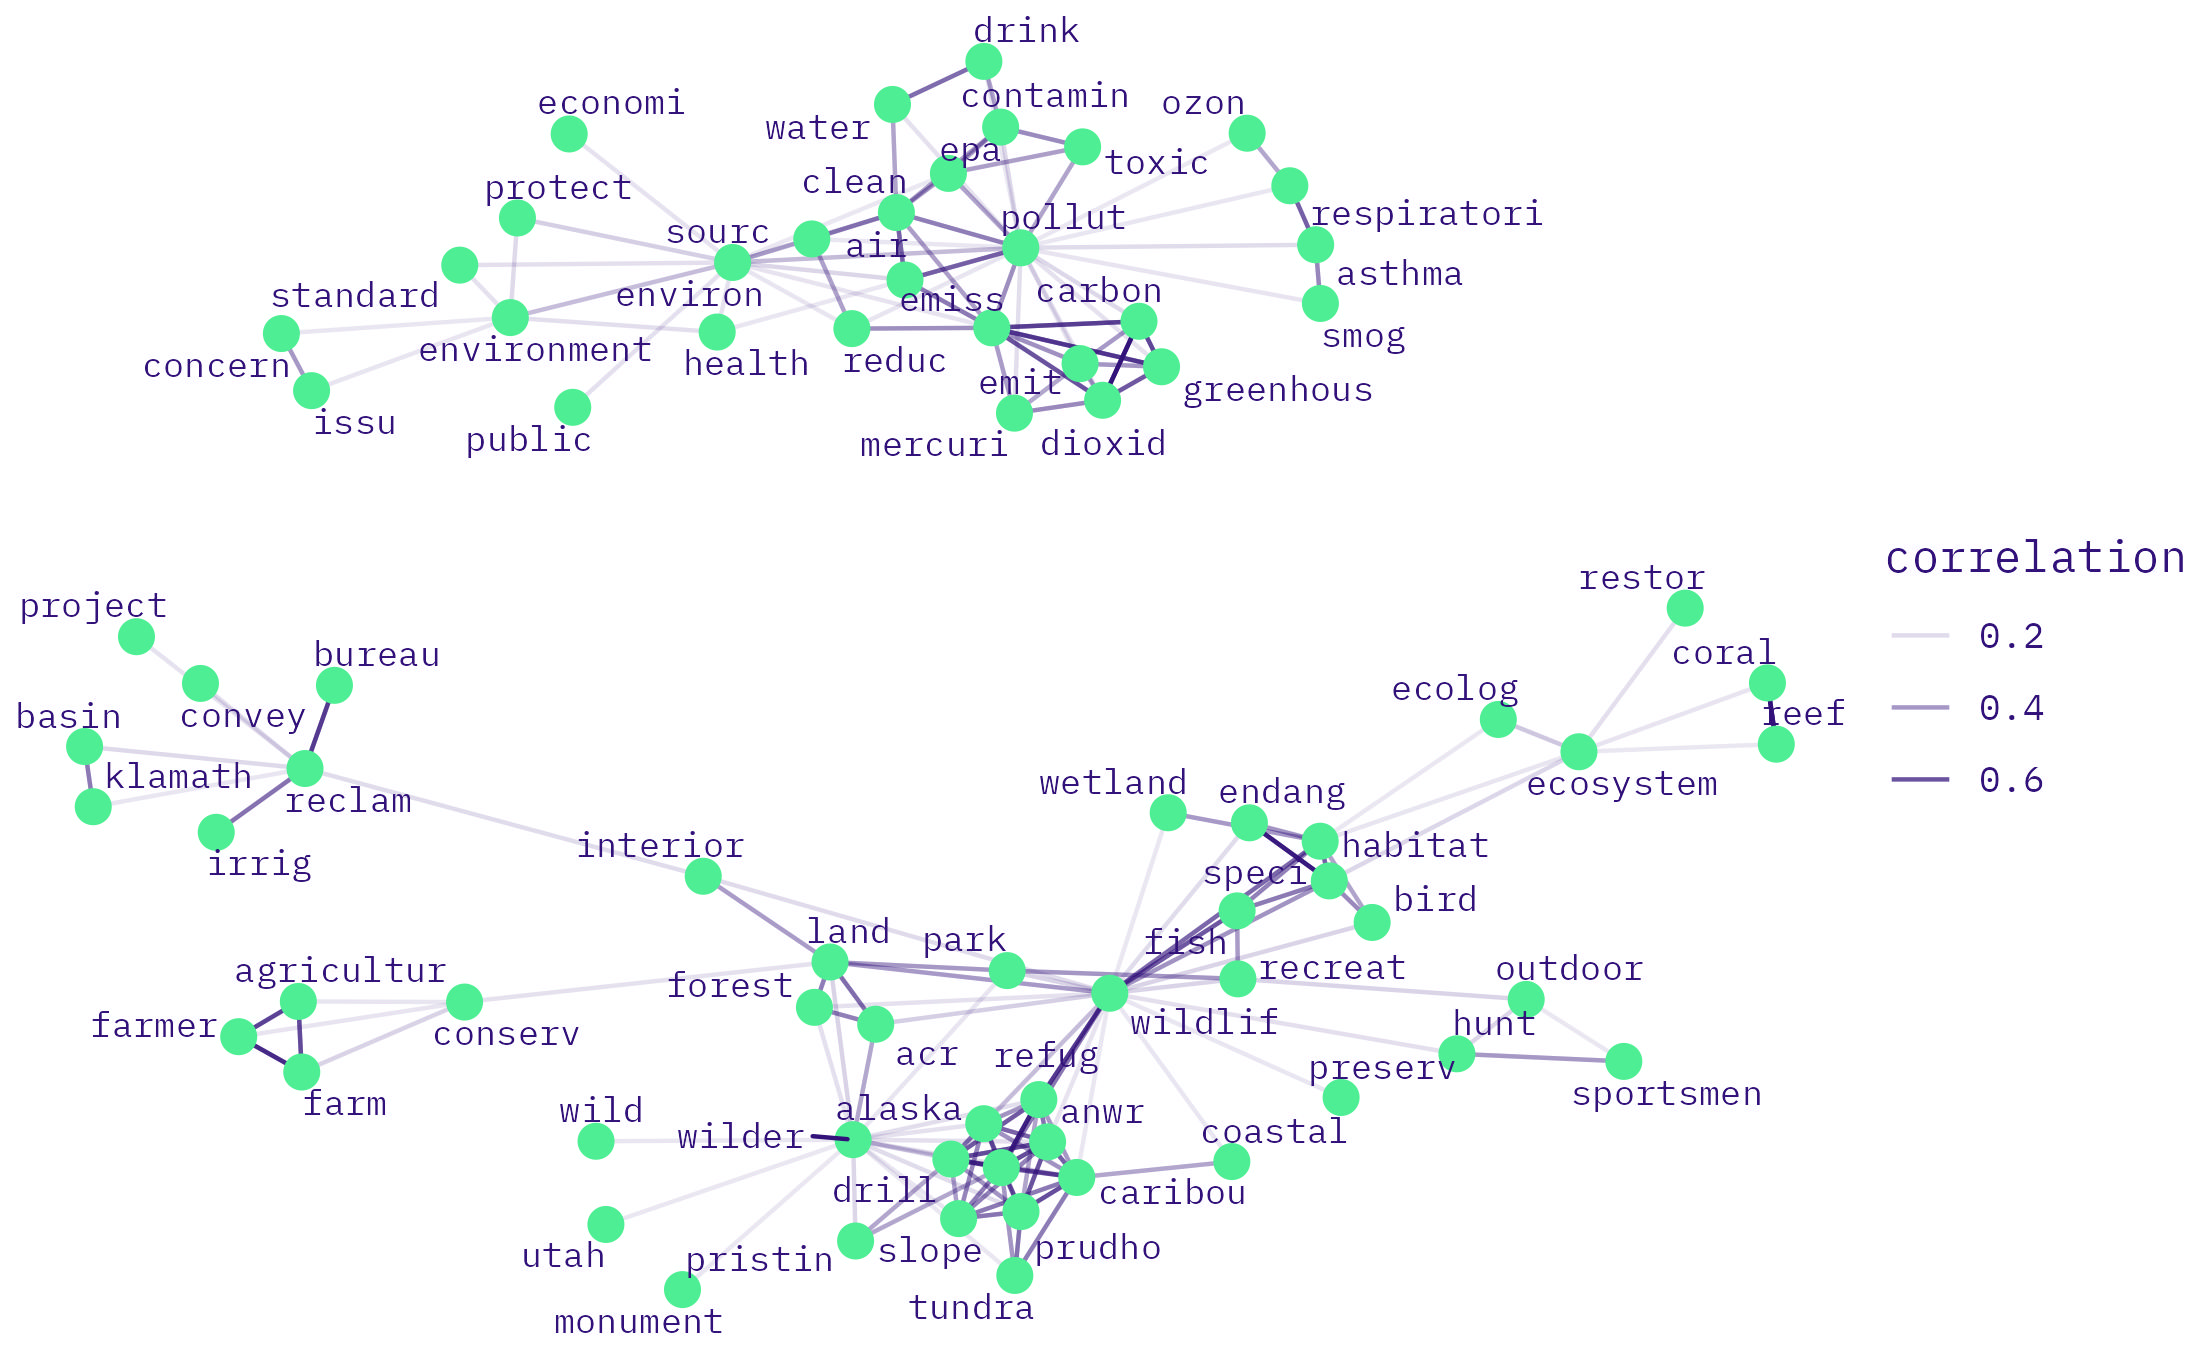 drink
contamin
ozon
economi
water
epa
toxic
clean
protect
pollut
respiratori
sourc
air
asthma
standard
environ
emiss
carbon
smog
environment
health
reduc
concern
emit
greenhous
issu
public
mercuri
dioxid
correlation
0.2
0.4
0.6
restor
project
bureau
coral
ecolog
reef
basin
convey
klamath
reclam
wetland
endang
ecosystem
irrig
interior
habitat
speci
bird
land
park
fish
agricultur
forest
recreat
outdoor
farmer
conserv
wildlif
hunt
acr
refug
preserv
sportsmen
farm
wild
alaska
anwr
wilder
coastal
drill
caribou
utah
pristin
slope
prudho
tundra
monument